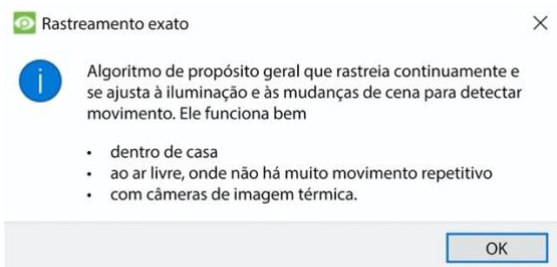 Rastreamento exato
Algoritmo de propósito geral que rastreia continuamente e
se ajusta à iluminação e às mudanças de cena para detectar
movimento. Ele funciona bem
• dentro de casa
• ao ar livre, onde não há muito movimento repetitivo
• com câmeras de imagem térmica.
OK